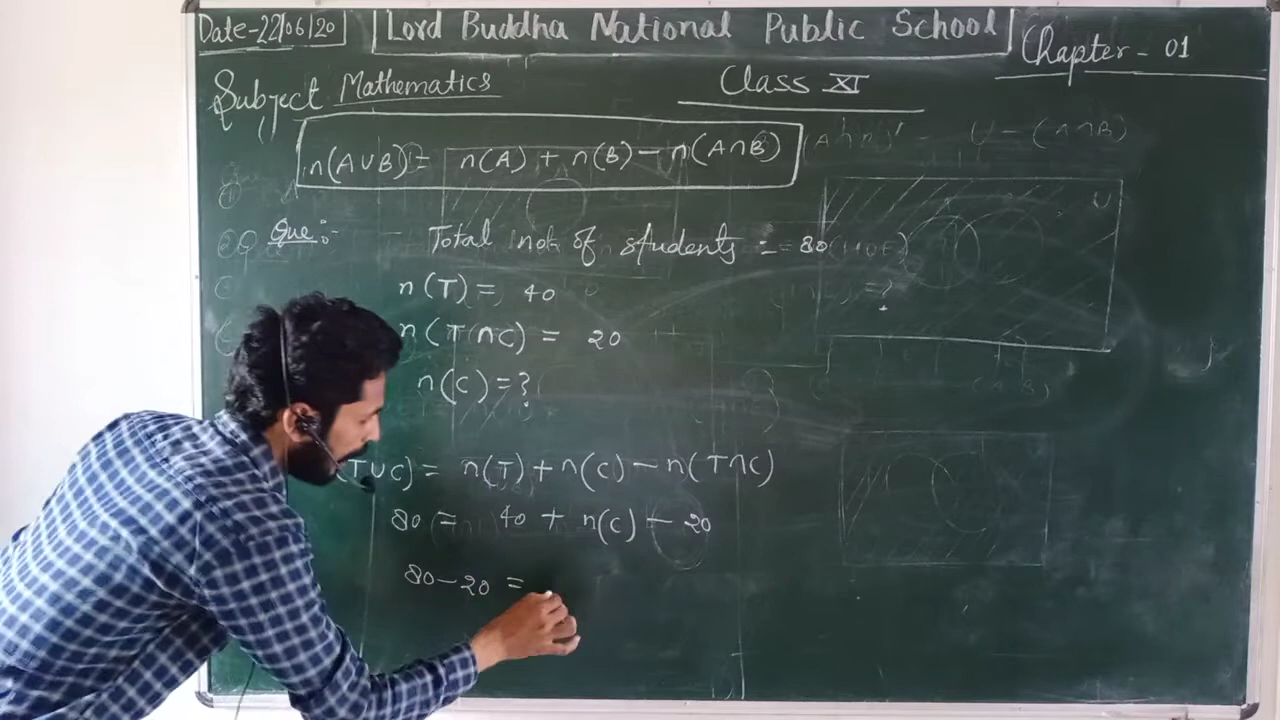 Date-22/06/20 Lord Buddha National Public School Chapter - 01
Subject Mathematics Class XI
n(A∪B) = n(A) + n(B) - n(A∩B)
U - (A∩B)
Que:- - Total no. of students = 80
n(T) = 40
n(T∩C) = 20
n(C) = ?
(T∪C) = n(T) + n(C) - n(T∩C)
80 = 40 + n(C) - 20
80-20 =
U